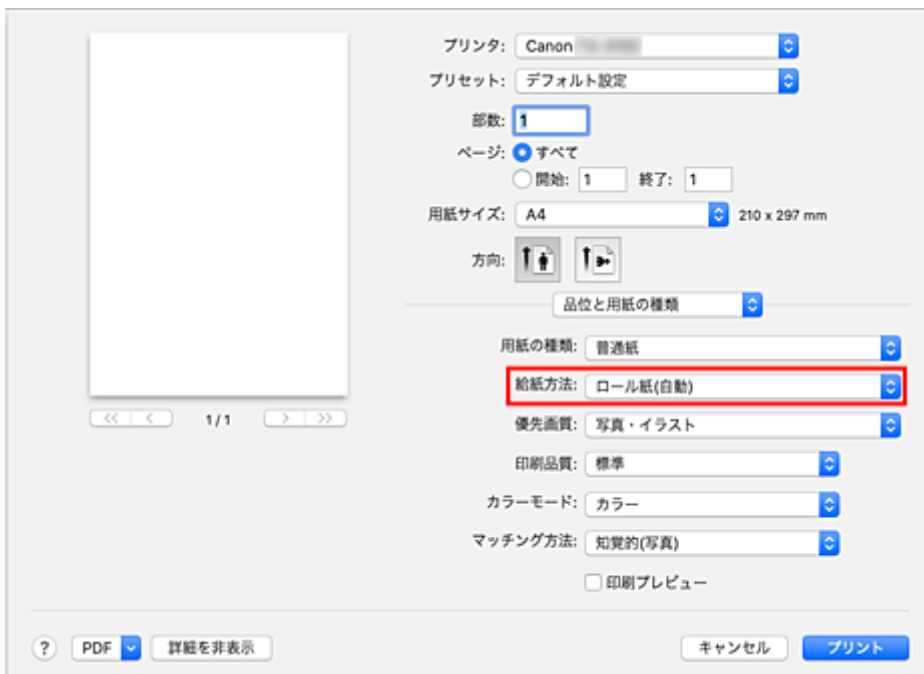 プリンタ: Canon
プリセット: デフォルト設定
部数: 1
ページ: すべて
開始: 1 終了: 1
用紙サイズ: A4 210 x 297 mm
方向:
品位と用紙の種類
用紙の種類: 普通紙
給紙方法: ロール紙(自動)
<< < 1/1 > >>
優先画質: 写真・イラスト
印刷品質: 標準
カラーモード: カラー
マッチング方法: 知覚的(写真)
印刷プレビュー
? PDF 詳細を非表示 キャンセル プリント